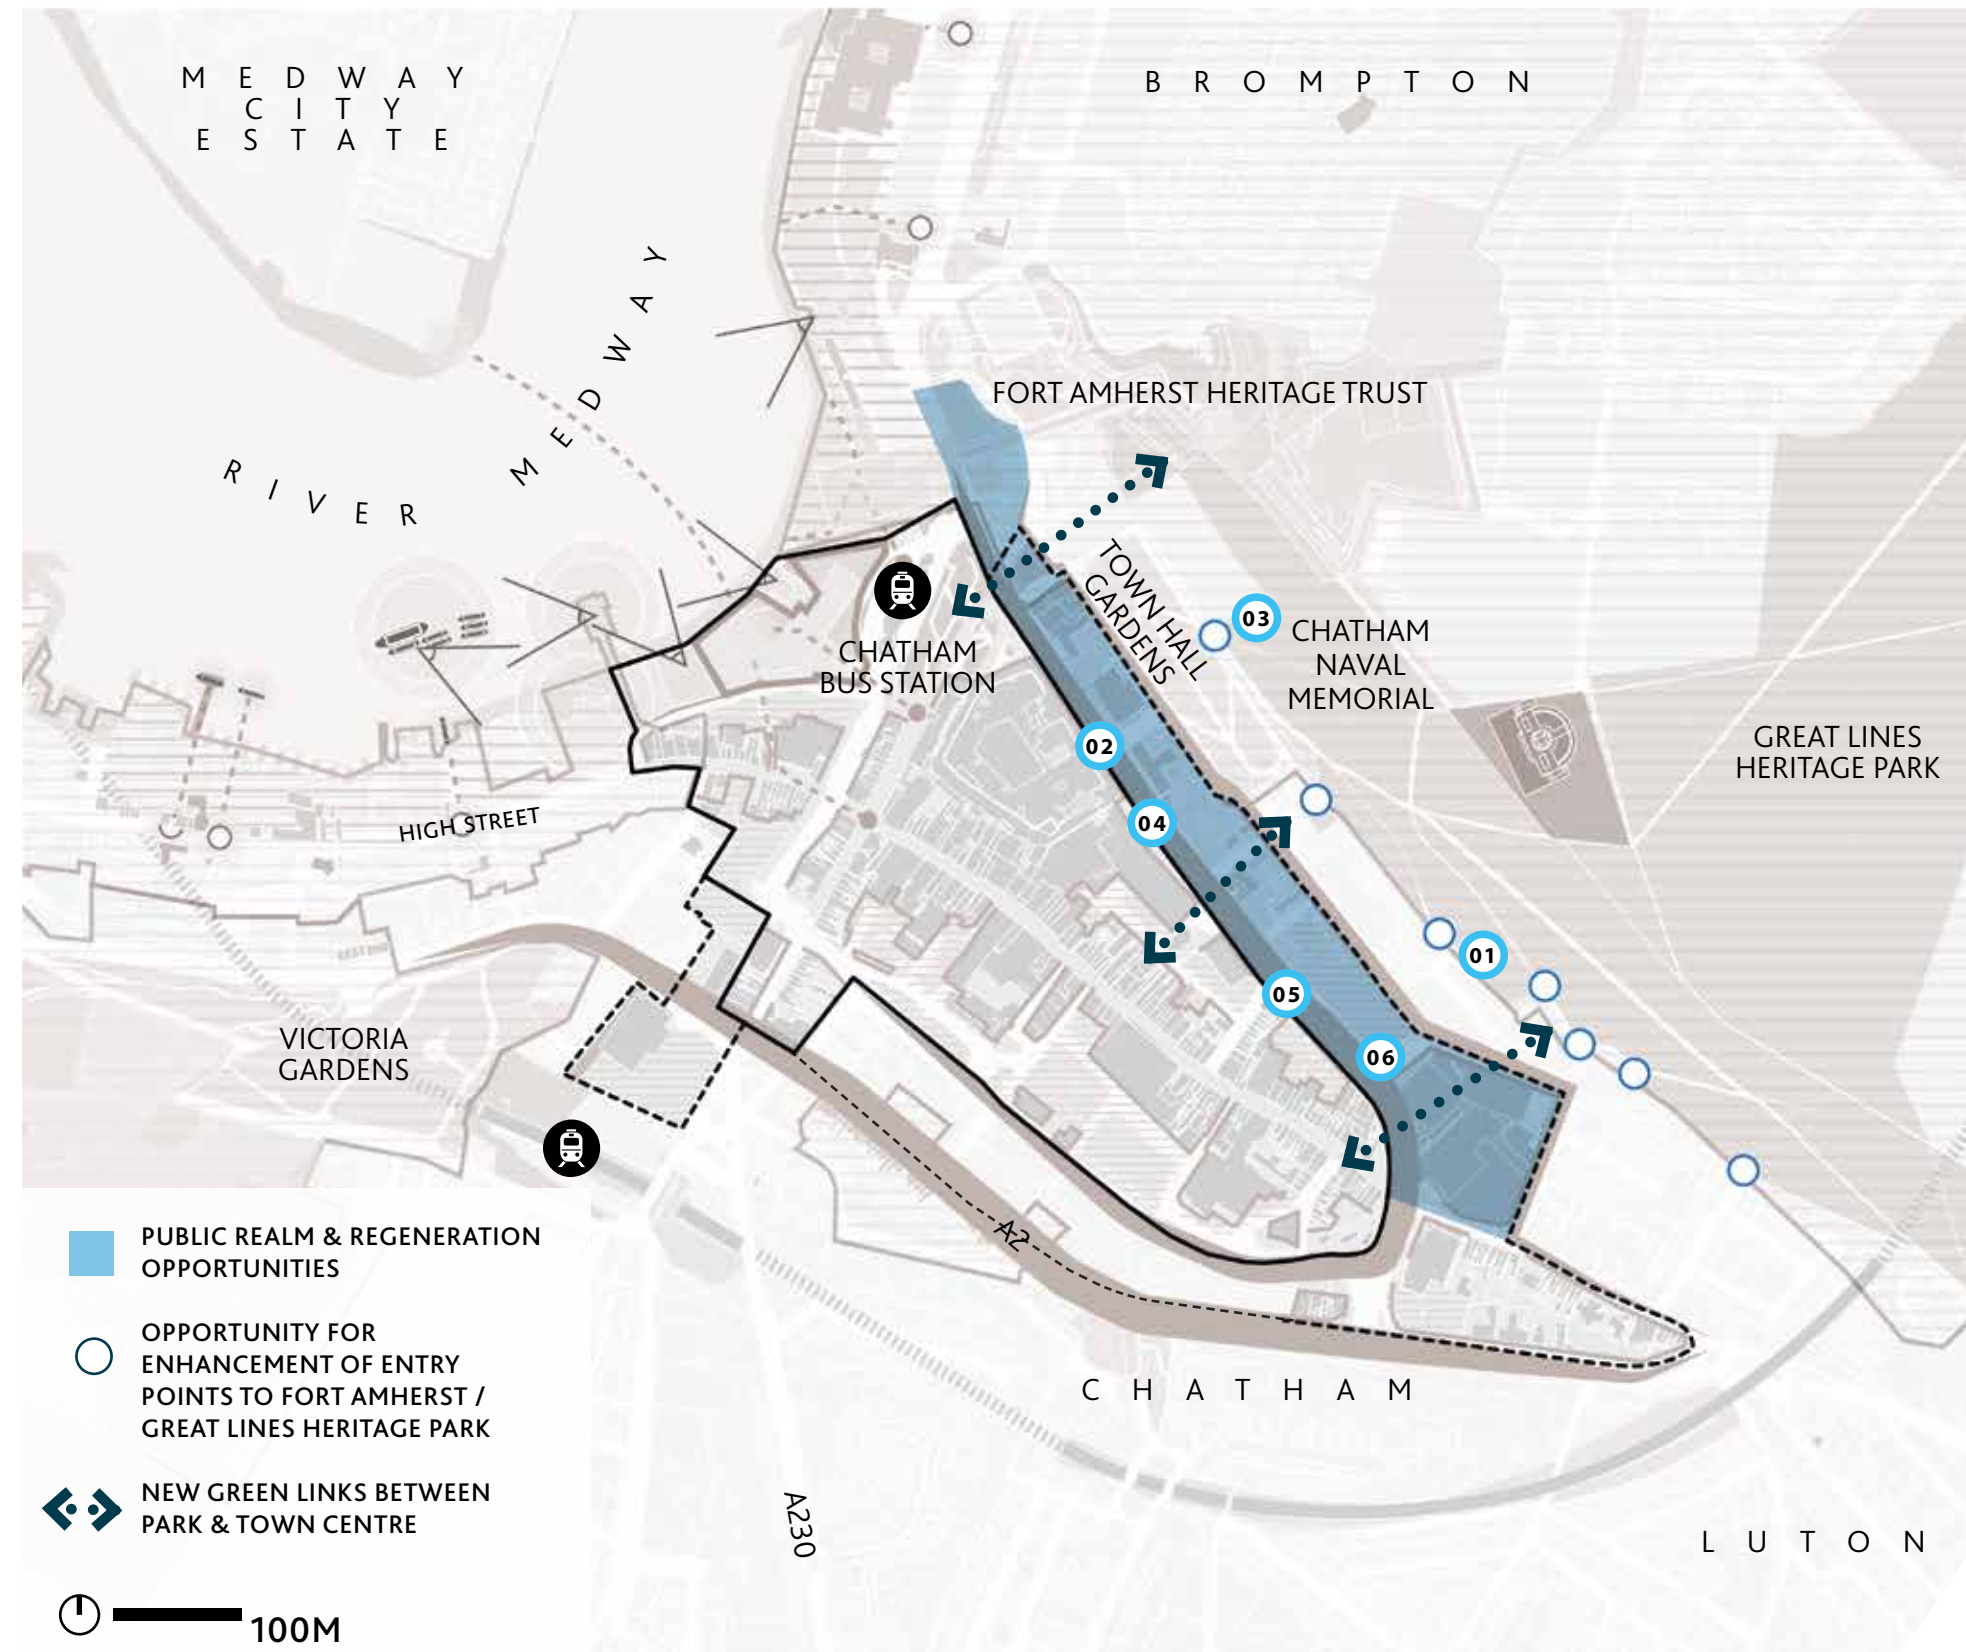 MEDWAY
CITY
ESTATE
BROMPTON
RIVER MEDWAY
FORT AMHERST HERITAGE TRUST
TOWN HALL
GARDENS
03
CHATHAM
NAVAL
MEMORIAL
CHATHAM
BUS STATION
GREAT LINES
HERITAGE PARK
02
04
HIGH STREET
01
05
06
VICTORIA
GARDENS
A2
CHATHAM
A230
LUTON
PUBLIC REALM & REGENERATION
OPPORTUNITIES
OPPORTUNITY FOR
ENHANCEMENT OF ENTRY
POINTS TO FORT AMHERST /
GREAT LINES HERITAGE PARK
NEW GREEN LINKS BETWEEN
PARK & TOWN CENTRE
100M